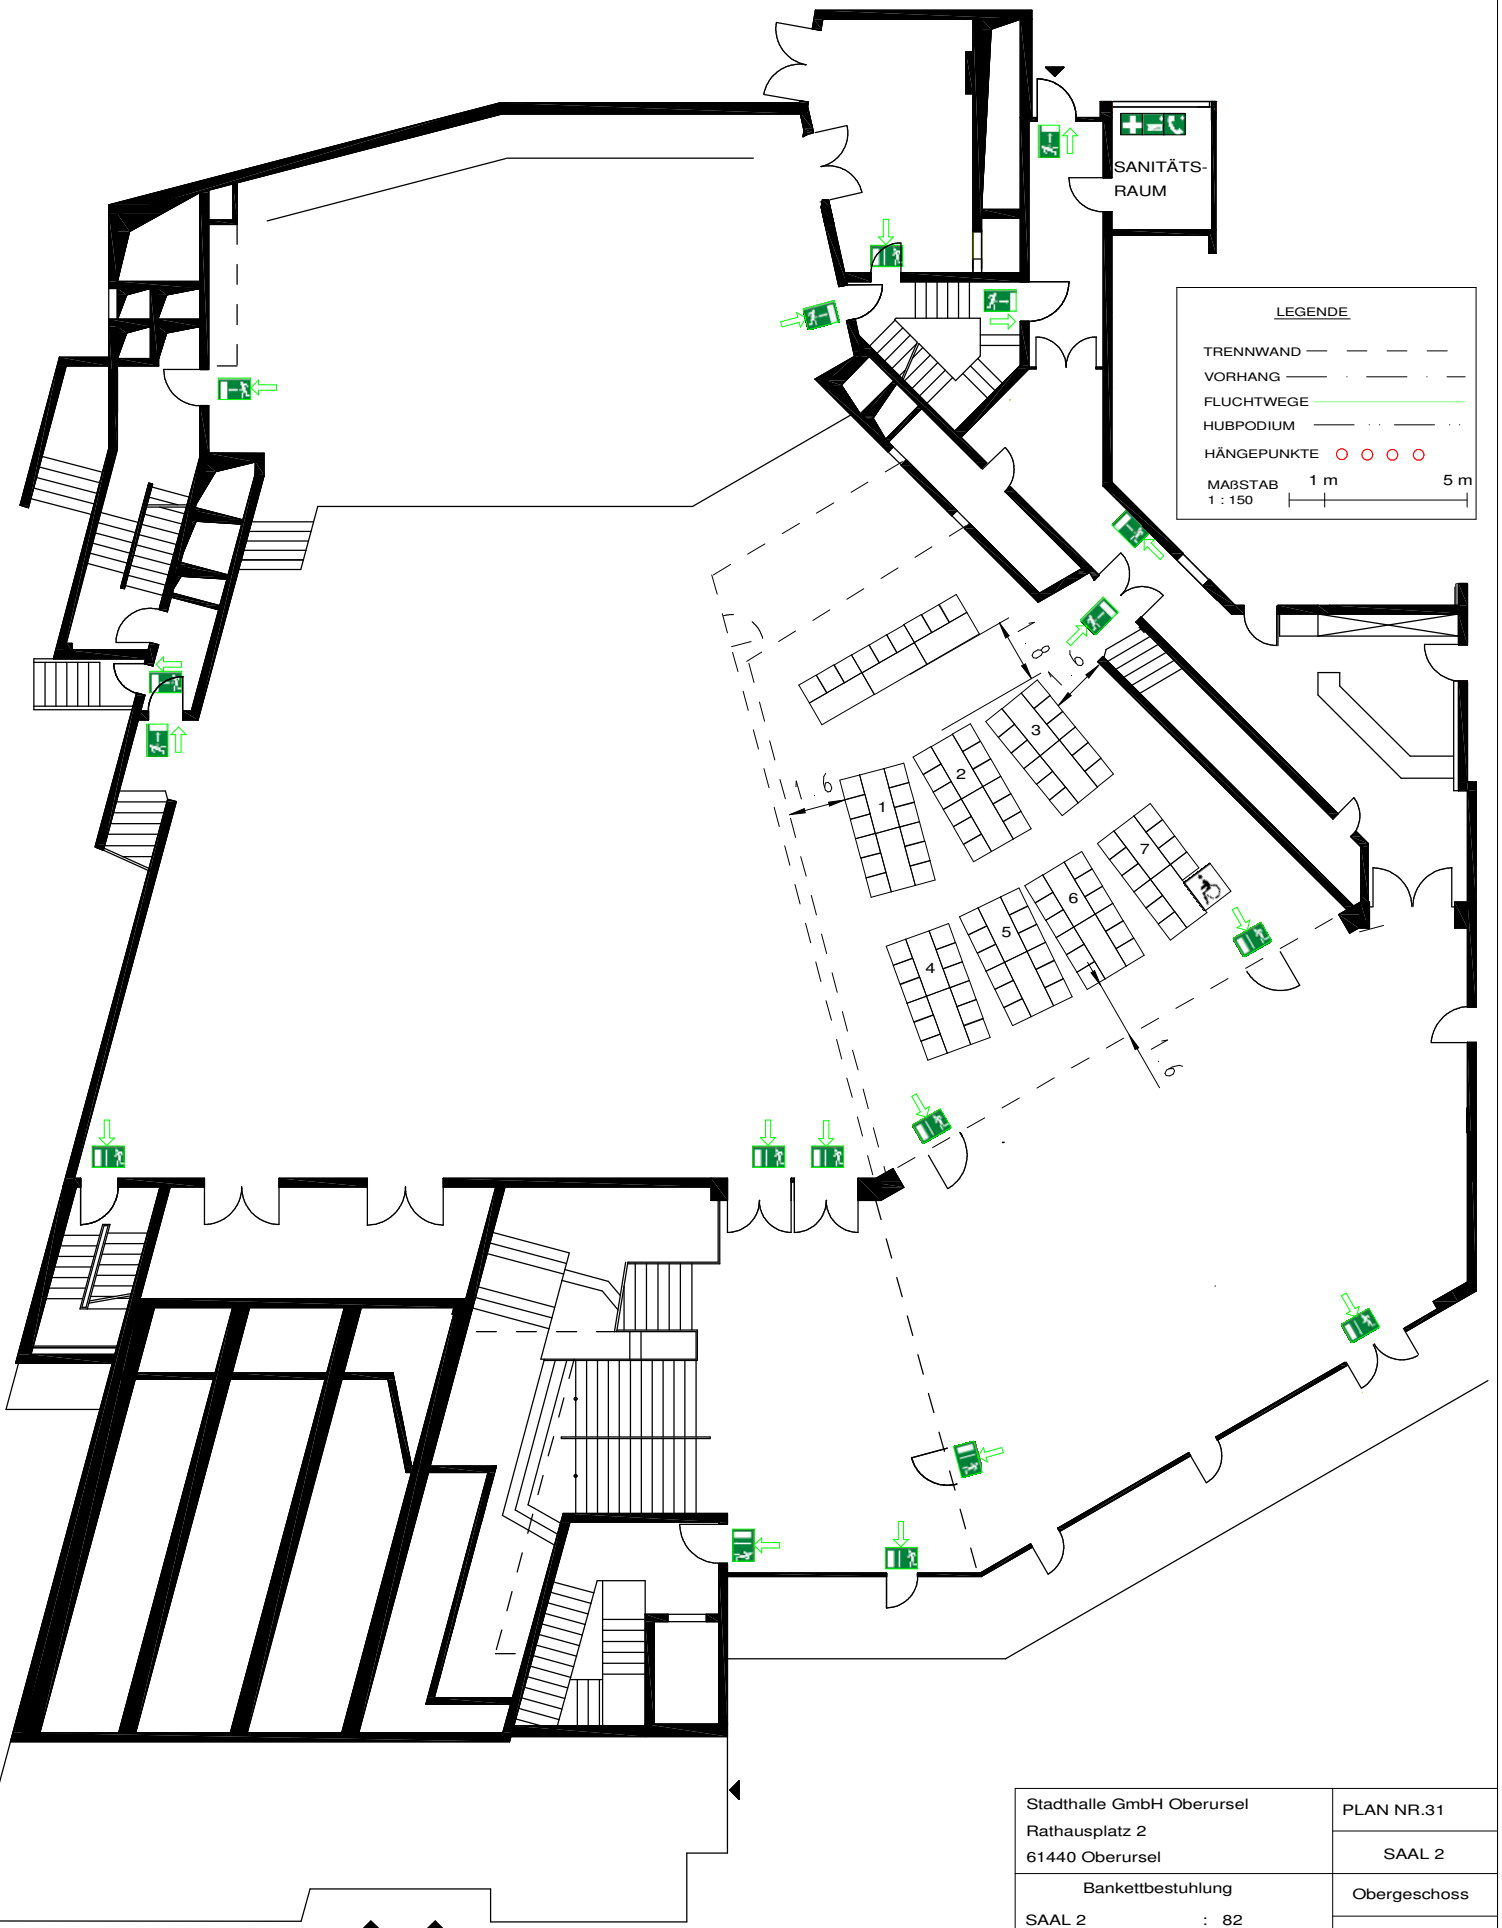 SANITÄTS-
RAUM
LEGENDE
TRENNWAND
VORHANG
FLUCHTWEGE
HUBPODIUM
HÄNGEPUNKTE
MAßSTAB 1 m 5 m
1 : 150
1.8
1.6
3
2
1.6
1
7
6
5
4
1.6
Stadthalle GmbH Oberursel
Rathausplatz 2
61440 Oberursel
PLAN NR.31
SAAL 2
Bankettbestuhlung
Obergeschoss
SAAL 2 : 82